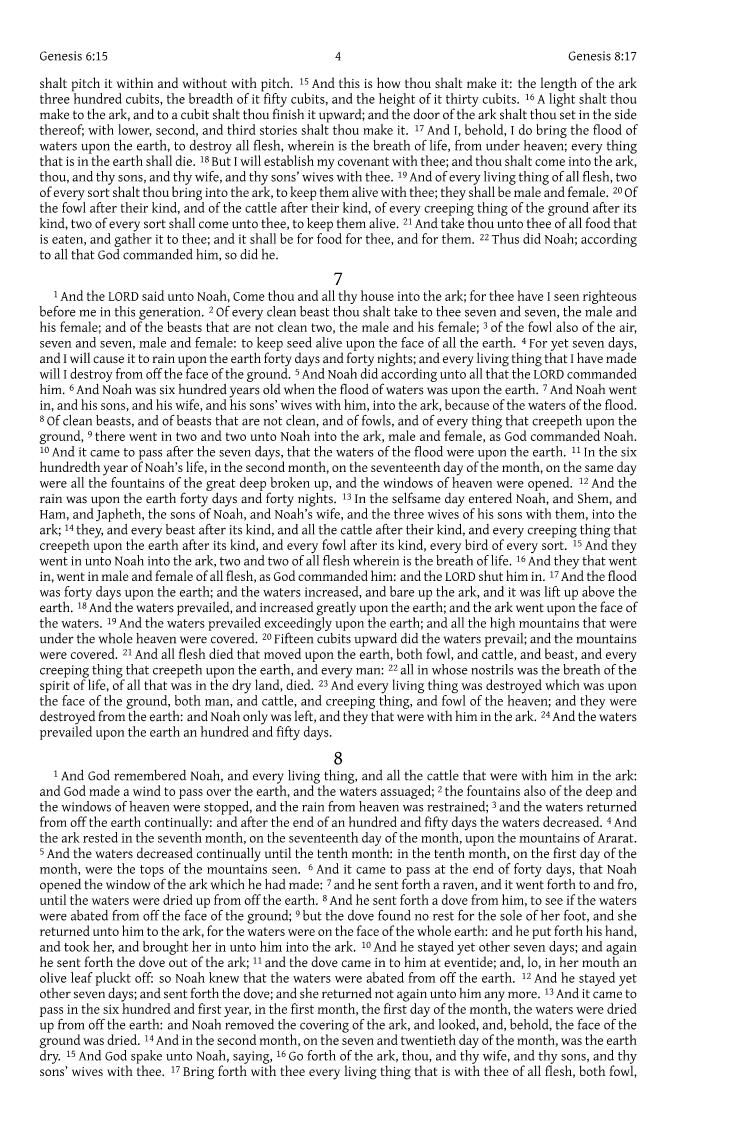 Genesis 6:15 4 Genesis 8:17
shalt pitch it within and without with pitch. 15 And this is how thou shalt make it: the length of the ark
three hundred cubits, the breadth of it fifty cubits, and the height of it thirty cubits. 16 A light shalt thou
make to the ark, and to a cubit shalt thou finish it upward; and the door of the ark shalt thou set in the side
thereof; with lower, second, and third stories shalt thou make it. 17 And I, behold, I do bring the flood of
waters upon the earth, to destroy all flesh, wherein is the breath of life, from under heaven; every thing
that is in the earth shall die. 18 But I will establish my covenant with thee; and thou shalt come into the ark,
thou, and thy sons, and thy wife, and thy sons’ wives with thee. 19 And of every living thing of all flesh, two
of every sort shalt thou bring into the ark, to keep them alive with thee; they shall be male and female. 20 Of
the fowl after their kind, and of the cattle after their kind, of every creeping thing of the ground after its
kind, two of every sort shall come unto thee, to keep them alive. 21 And take thou unto thee of all food that
is eaten, and gather it to thee; and it shall be for food for thee, and for them. 22 Thus did Noah; according
to all that God commanded him, so did he.
7
1 And the LORD said unto Noah, Come thou and all thy house into the ark; for thee have I seen righteous
before me in this generation. 2 Of every clean beast thou shalt take to thee seven and seven, the male and
his female; and of the beasts that are not clean two, the male and his female; 3 of the fowl also of the air,
seven and seven, male and female: to keep seed alive upon the face of all the earth. 4 For yet seven days,
and I will cause it to rain upon the earth forty days and forty nights; and every living thing that I have made
will I destroy from off the face of the ground. 5 And Noah did according unto all that the LORD commanded
him. 6 And Noah was six hundred years old when the flood of waters was upon the earth. 7 And Noah went
in, and his sons, and his wife, and his sons’ wives with him, into the ark, because of the waters of the flood.
8 Of clean beasts, and of beasts that are not clean, and of fowls, and of every thing that creepeth upon the
ground, 9 there went in two and two unto Noah into the ark, male and female, as God commanded Noah.
10 And it came to pass after the seven days, that the waters of the flood were upon the earth. 11 In the six
hundredth year of Noah’s life, in the second month, on the seventeenth day of the month, on the same day
were all the fountains of the great deep broken up, and the windows of heaven were opened. 12 And the
rain was upon the earth forty days and forty nights. 13 In the selfsame day entered Noah, and Shem, and
Ham, and Japheth, the sons of Noah, and Noah’s wife, and the three wives of his sons with them, into the
ark; 14 they, and every beast after its kind, and all the cattle after their kind, and every creeping thing that
creepeth upon the earth after its kind, and every fowl after its kind, every bird of every sort. 15 And they
went in unto Noah into the ark, two and two of all flesh wherein is the breath of life. 16 And they that went
in, went in male and female of all flesh, as God commanded him: and the LORD shut him in. 17 And the flood
was forty days upon the earth; and the waters increased, and bare up the ark, and it was lift up above the
earth. 18 And the waters prevailed, and increased greatly upon the earth; and the ark went upon the face of
the waters. 19 And the waters prevailed exceedingly upon the earth; and all the high mountains that were
under the whole heaven were covered. 20 Fifteen cubits upward did the waters prevail; and the mountains
were covered. 21 And all flesh died that moved upon the earth, both fowl, and cattle, and beast, and every
creeping thing that creepeth upon the earth, and every man: 22 all in whose nostrils was the breath of the
spirit of life, of all that was in the dry land, died. 23 And every living thing was destroyed which was upon
the face of the ground, both man, and cattle, and creeping thing, and fowl of the heaven; and they were
destroyed from the earth: and Noah only was left, and they that were with him in the ark. 24 And the waters
prevailed upon the earth an hundred and fifty days.
8
1 And God remembered Noah, and every living thing, and all the cattle that were with him in the ark:
and God made a wind to pass over the earth, and the waters assuaged; 2 the fountains also of the deep and
the windows of heaven were stopped, and the rain from heaven was restrained; 3 and the waters returned
from off the earth continually: and after the end of an hundred and fifty days the waters decreased. 4 And
the ark rested in the seventh month, on the seventeenth day of the month, upon the mountains of Ararat.
5 And the waters decreased continually until the tenth month: in the tenth month, on the first day of the
month, were the tops of the mountains seen. 6 And it came to pass at the end of forty days, that Noah
opened the window of the ark which he had made: 7 and he sent forth a raven, and it went forth to and fro,
until the waters were dried up from off the earth. 8 And he sent forth a dove from him, to see if the waters
were abated from off the face of the ground; 9 but the dove found no rest for the sole of her foot, and she
returned unto him to the ark, for the waters were on the face of the whole earth: and he put forth his hand,
and took her, and brought her in unto him into the ark. 10 And he stayed yet other seven days; and again
he sent forth the dove out of the ark; 11 and the dove came in to him at eventide; and, lo, in her mouth an
olive leaf pluckt off: so Noah knew that the waters were abated from off the earth. 12 And he stayed yet
other seven days; and sent forth the dove; and she returned not again unto him any more. 13 And it came to
pass in the six hundred and first year, in the first month, the first day of the month, the waters were dried
up from off the earth: and Noah removed the covering of the ark, and looked, and, behold, the face of the
ground was dried. 14 And in the second month, on the seven and twentieth day of the month, was the earth
dry. 15 And God spake unto Noah, saying, 16 Go forth of the ark, thou, and thy wife, and thy sons, and thy
sons’ wives with thee. 17 Bring forth with thee every living thing that is with thee of all flesh, both fowl,